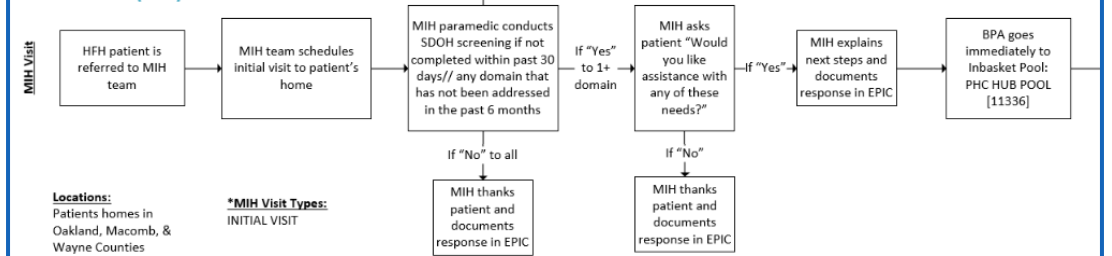 MIH Visit
HFH patient is
referred to MIH
team
MIH team schedules
initial visit to patient's
home
MIH paramedic conducts
SDOH screening if not
completed within past 30
days// any domain that
has not been addressed
in the past 6 months
If "Yes"
to 1+
domain
MIH asks
patient "Would
you like
assistance with
any of these
needs?"
If "Yes"
MIH explains
next steps and
documents
response in EPIC
BPA goes
immediately to
Inbasket Pool:
PHC HUB POOL
[11336]
If "No" to all
If "No"
MIH thanks
patient and
documents
response in EPIC
MIH thanks
patient and
documents
response in EPIC
Locations:
Patients homes in
Oakland, Macomb, &
Wayne Counties
*MIH Visit Types:
INITIAL VISIT